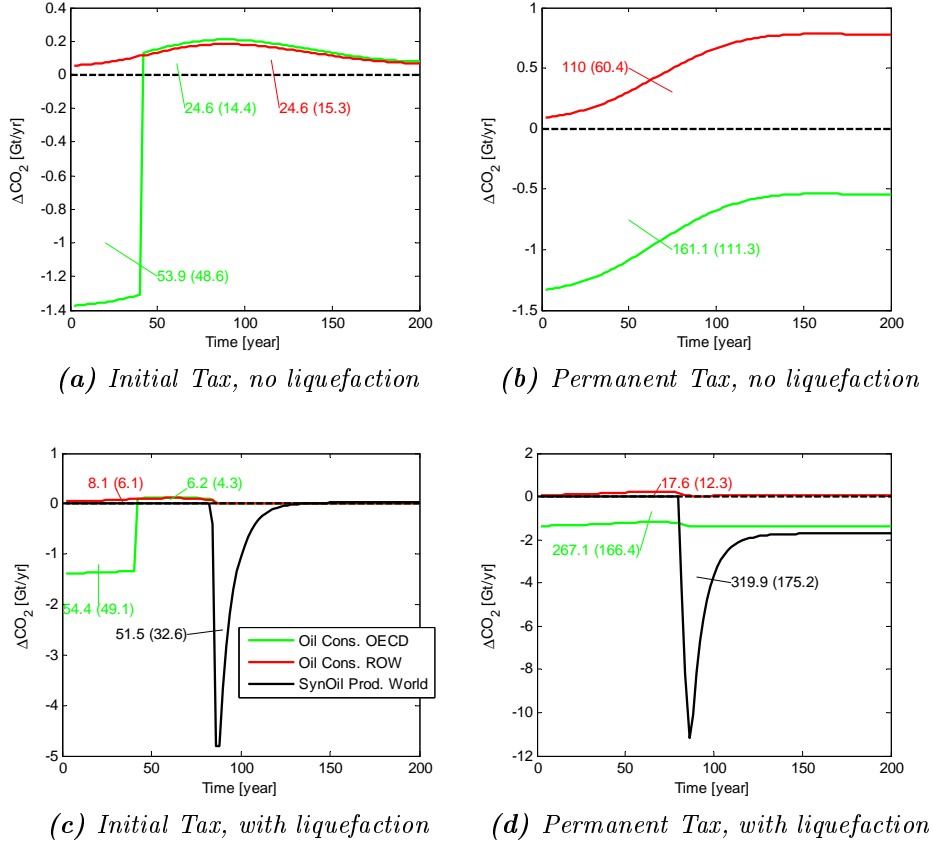 0.4
0.2
0
-0.2
-0.4
-0.6
-0.8
-1
-1.2
-1.4
ΔCO2 [Gt/yr]
24.6 (14.4)
24.6 (15.3)
53.9 (48.6)
0 50 100 150 200
Time [year]
(a) Initial Tax, no liquefaction
1
0.5
0
-0.5
-1
-1.5
ΔCO2 [Gt/yr]
110 (60.4)
161.1 (111.3)
0 50 100 150 200
Time [year]
(b) Permanent Tax, no liquefaction
1
0
-1
-2
-3
-4
-5
ΔCO2 [Gt/yr]
8.1 (6.1)
6.2 (4.3)
54.4 (49.1)
51.5 (32.6)
Oil Cons. OECD
Oil Cons. ROW
SynOil Prod. World
0 50 100 150 200
Time [year]
(c) Initial Tax, with liquefaction
2
0
-2
-4
-6
-8
-10
-12
ΔCO2 [Gt/yr]
17.6 (12.3)
267.1 (166.4)
319.9 (175.2)
0 50 100 150 200
Time [year]
(d) Permanent Tax, with liquefaction